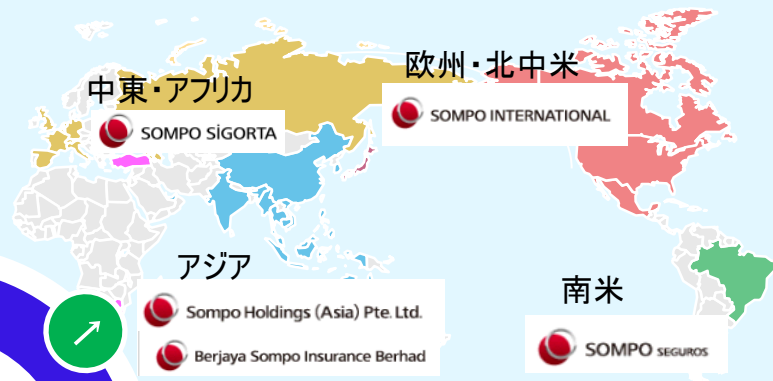 欧州・北中米
中東・アフリカ
SOMPO INTERNATIONAL
SOMPO SİGORTA
アジア
南米
Sompo Holdings (Asia) Pte. Ltd.
Berjaya Sompo Insurance Berhad
SOMPO SEGUROS